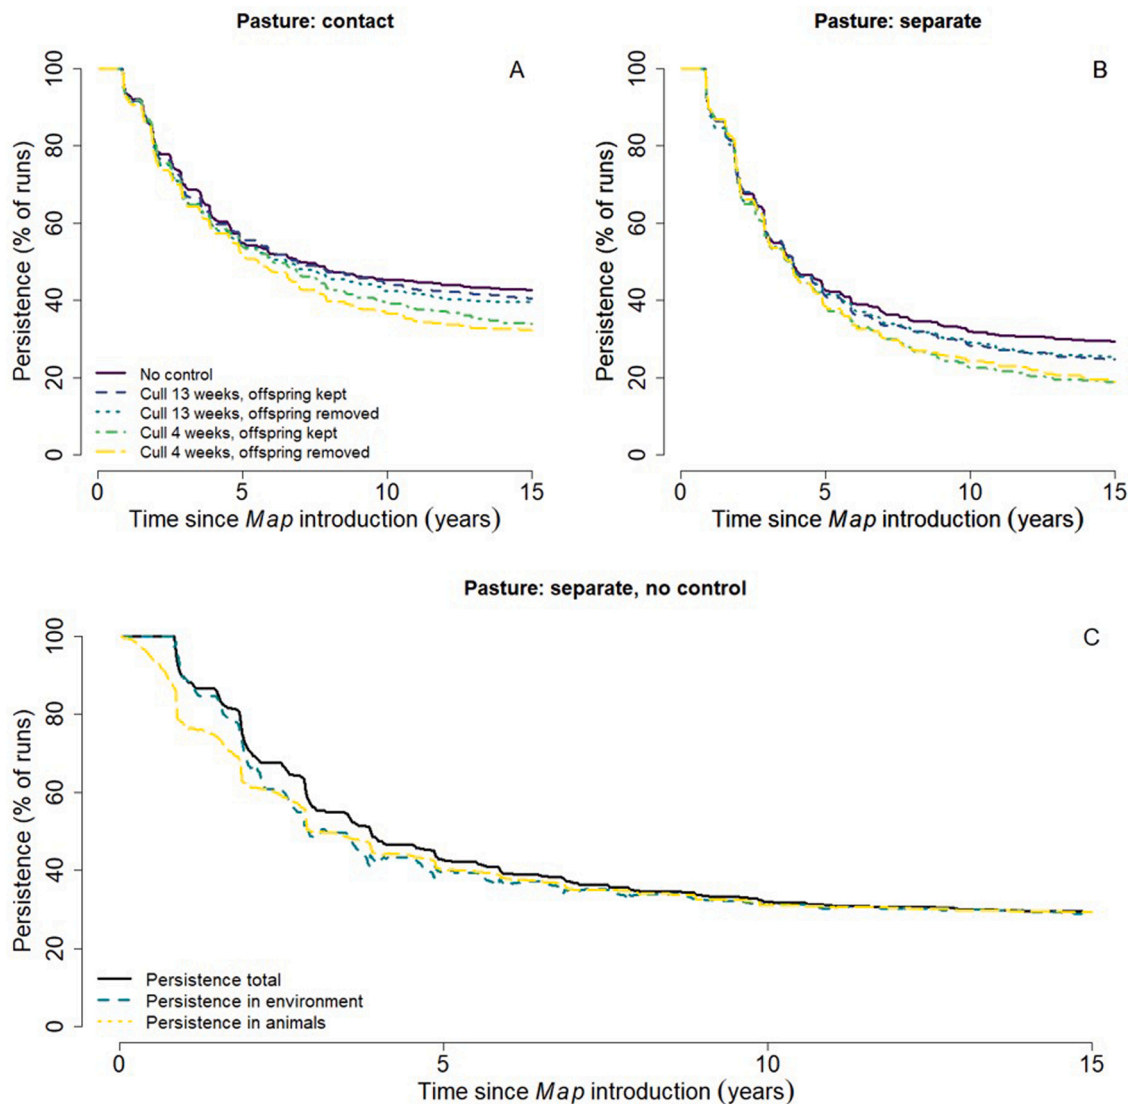 Pasture: contact
A
Persistence (% of runs)
100
80
60
40
20
0
No control
Cull 13 weeks, offspring kept
Cull 13 weeks, offspring removed
Cull 4 weeks, offspring kept
Cull 4 weeks, offspring removed
0 5 10 15
Time since Map introduction (years)
Pasture: separate
B
Persistence (% of runs)
100
80
60
40
20
0
0 5 10 15
Time since Map introduction (years)
Pasture: separate, no control
C
Persistence (% of runs)
100
80
60
40
20
0
Persistence total
Persistence in environment
Persistence in animals
0 5 10 15
Time since Map introduction (years)